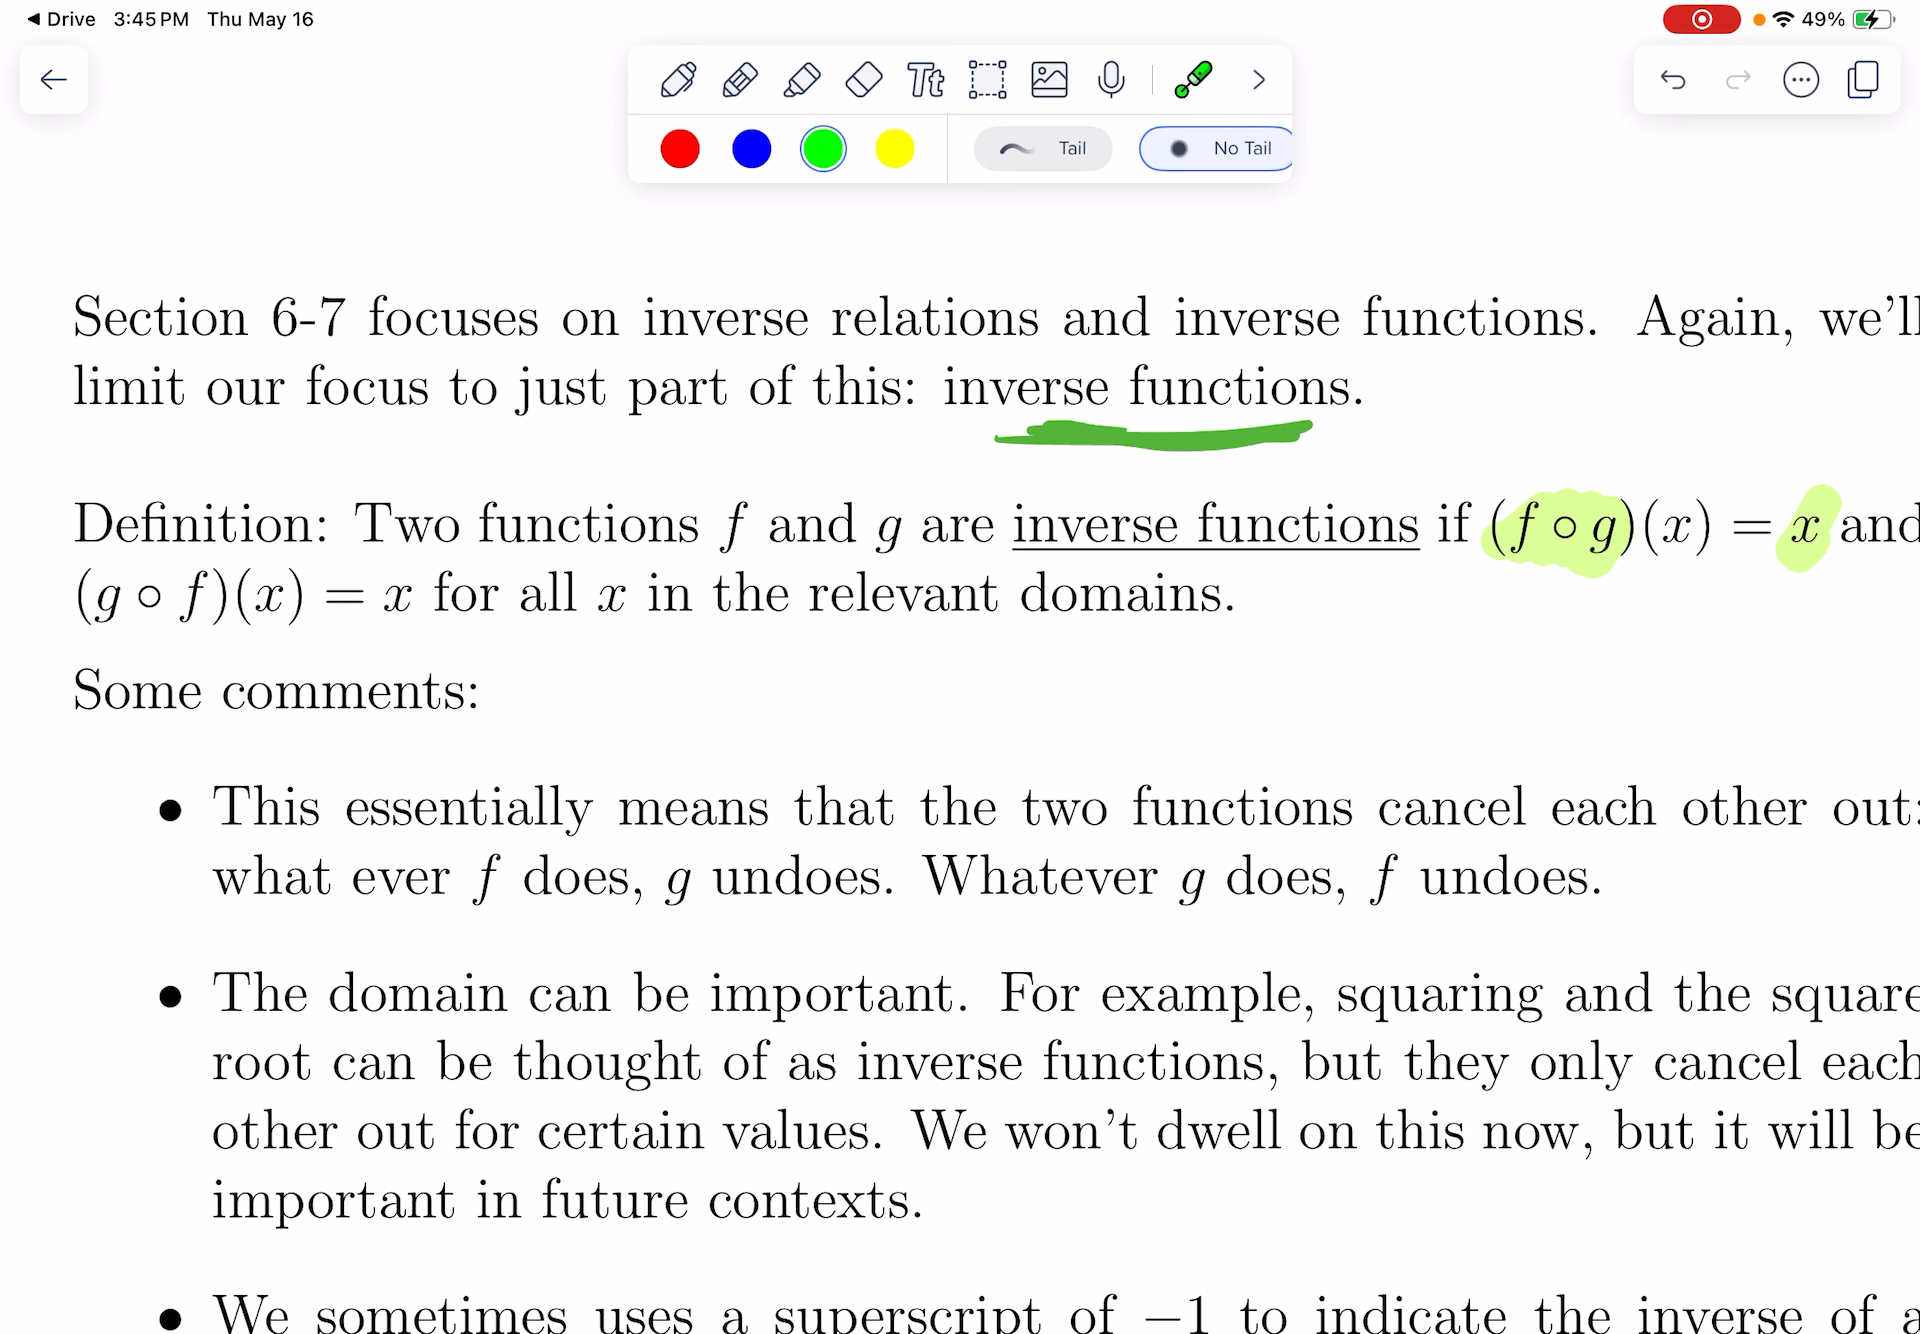 ◀ Drive 3:45 PM Thu May 16 49%
Tt
Tail No Tail
Section 6-7 focuses on inverse relations and inverse functions. Again, we'll
limit our focus to just part of this: inverse functions.
Definition: Two functions f and g are inverse functions if (f ∘ g)(x) = x and
(g ∘ f)(x) = x for all x in the relevant domains.
Some comments:
• This essentially means that the two functions cancel each other out:
what ever f does, g undoes. Whatever g does, f undoes.
• The domain can be important. For example, squaring and the square
root can be thought of as inverse functions, but they only cancel each
other out for certain values. We won't dwell on this now, but it will be
important in future contexts.
• We sometimes uses a superscript of −1 to indicate the inverse of a